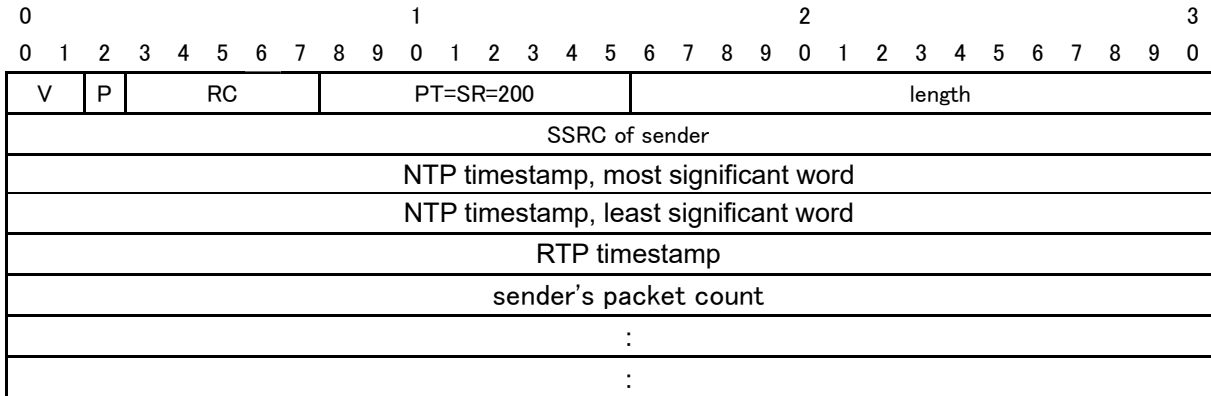 0 1 2 3
0 1 2 3 4 5 6 7 8 9 0 1 2 3 4 5 6 7 8 9 0 1 2 3 4 5 6 7 8 9 0
V P RC PT=SR=200 length
SSRC of sender
NTP timestamp, most significant word
NTP timestamp, least significant word
RTP timestamp
sender's packet count
:
: